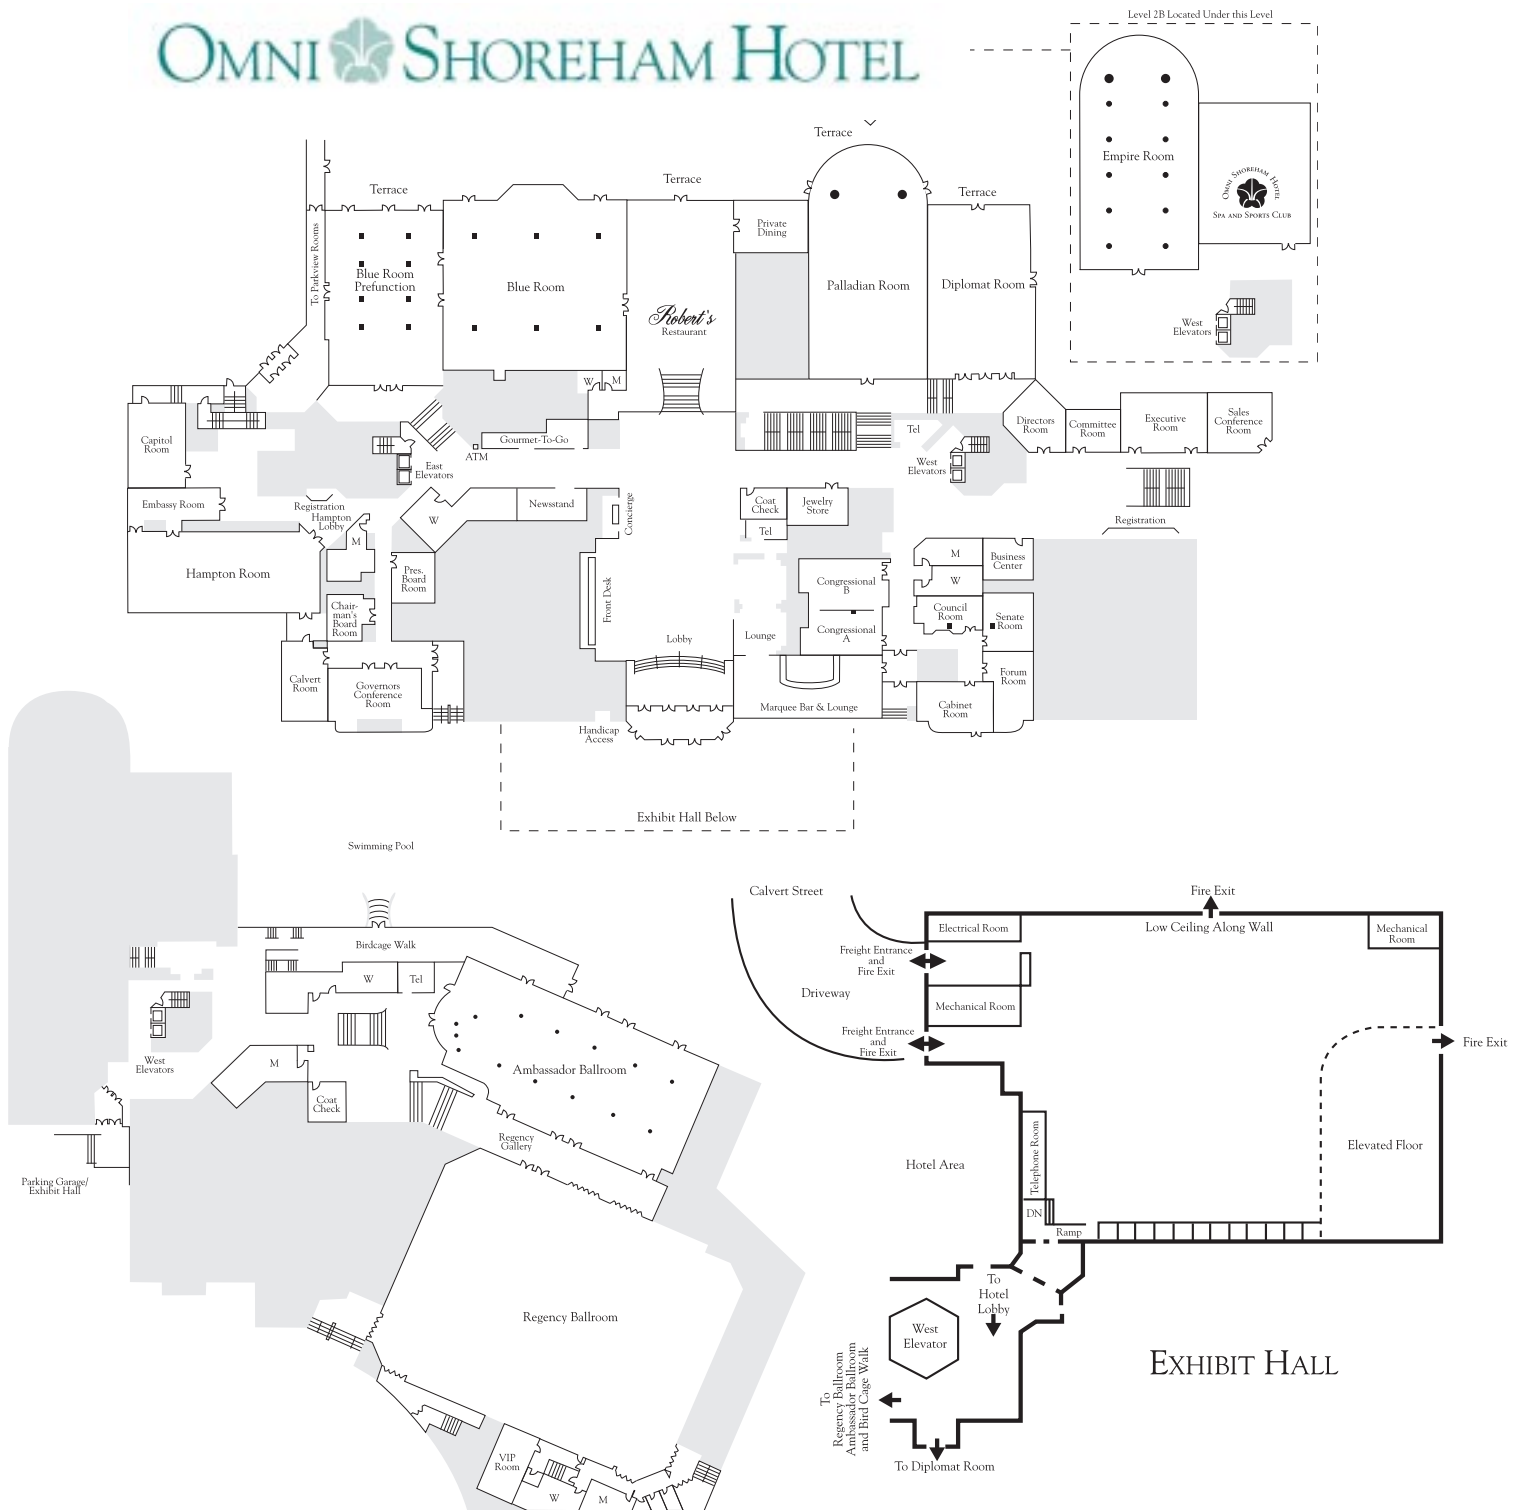 OMNI SHOREHAM HOTEL
Level 2B Located Under this Level
Empire Room
OMNI SHOREHAM HOTEL
SPA AND SPORTS CLUB
West
Elevators
Terrace
Terrace
Terrace
Terrace
To Parkview Rooms
Blue Room
Prefunction
Blue Room
Robert's
Restaurant
Private
Dining
Palladian Room
Diplomat Room
W
M
Gourmet-To-Go
ATM
East
Elevators
Tel
West
Elevators
Directors
Room
Committee
Room
Executive
Room
Sales
Conference
Room
Capitol
Room
Embassy Room
Registration
Hampton
Lobby
M
W
Newsstand
Concierge
Coat
Check
Jewelry
Store
Tel
Registration
Hampton Room
Pres.
Board
Room
Chair-
man's
Board
Room
Front Desk
Lobby
Lounge
Congressional
B
Congressional
A
M
W
Business
Center
Council
Room
Senate
Room
Forum
Room
Cabinet
Room
Calvert
Room
Governors
Conference
Room
Marquee Bar & Lounge
Handicap
Access
Exhibit Hall Below
Swimming Pool
Birdcage Walk
W
Tel
West
Elevators
M
Coat
Check
Ambassador Ballroom
Regency
Gallery
Parking Garage/
Exhibit Hall
Regency Ballroom
VIP
Room
W
M
Calvert Street
Fire Exit
Electrical Room
Low Ceiling Along Wall
Mechanical
Room
Freight Entrance
and
Fire Exit
Driveway
Mechanical Room
Freight Entrance
and
Fire Exit
Fire Exit
Hotel Area
Telephone Room
Elevated Floor
DN
Ramp
To
Hotel
Lobby
West
Elevator
EXHIBIT HALL
To
Regency Ballroom
Ambassador Ballroom
and Bird Cage Walk
To Diplomat Room